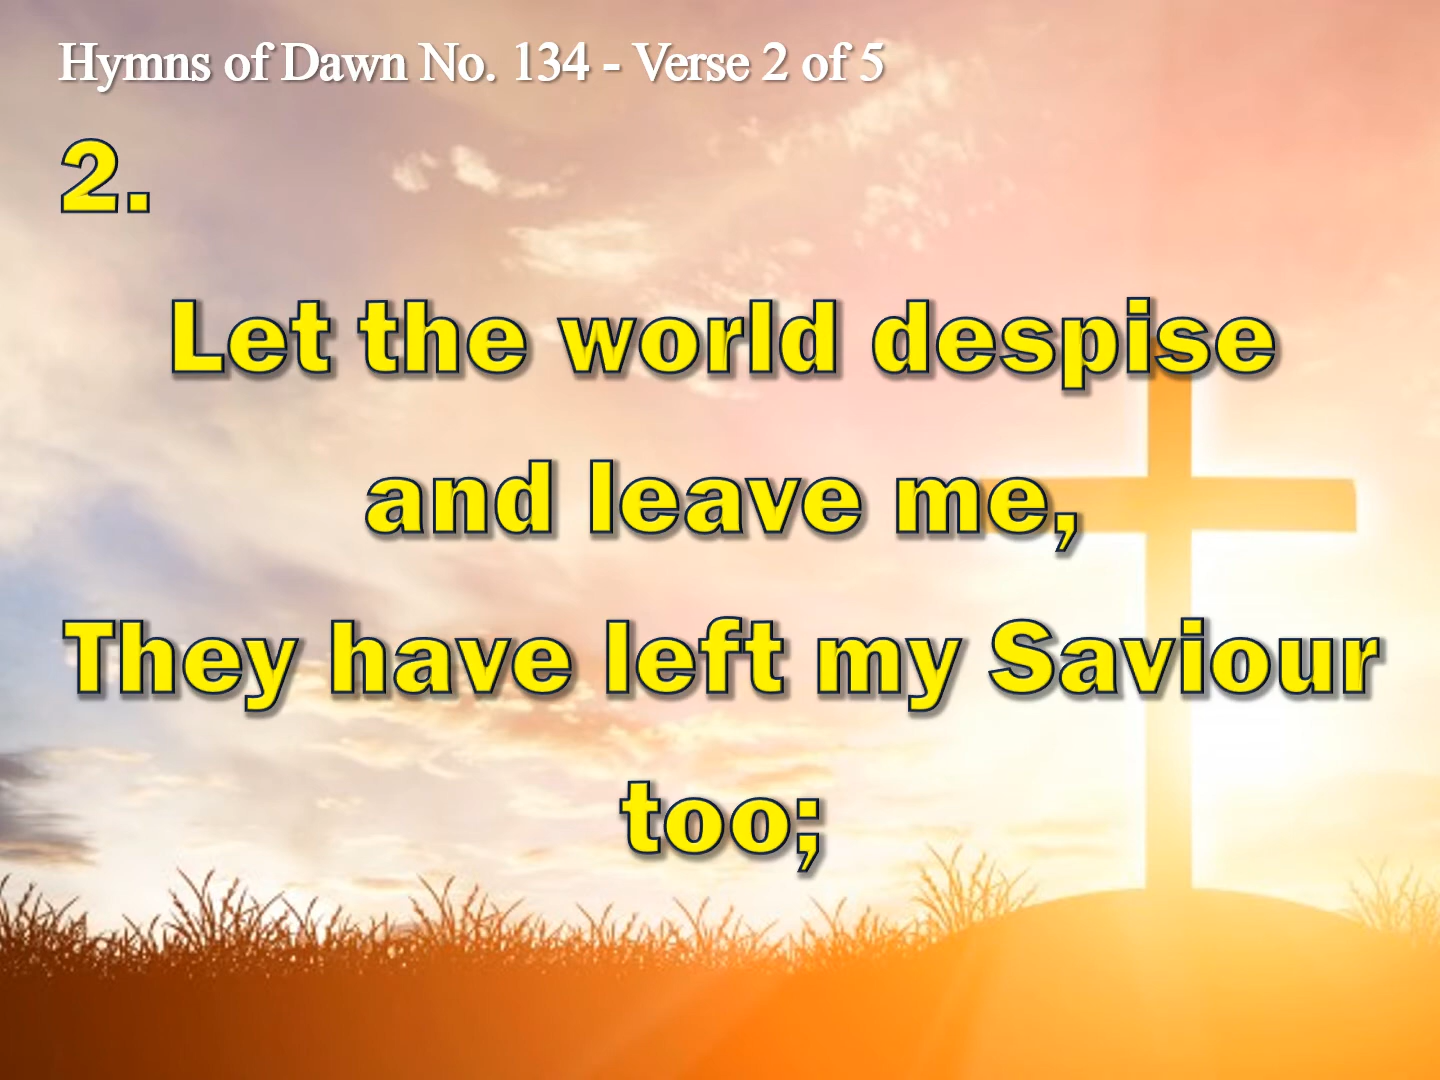 Hymns of Dawn No. 134 - Verse 2 of 5
2.
Let the world despise
and leave me,
They have left my Saviour
too;